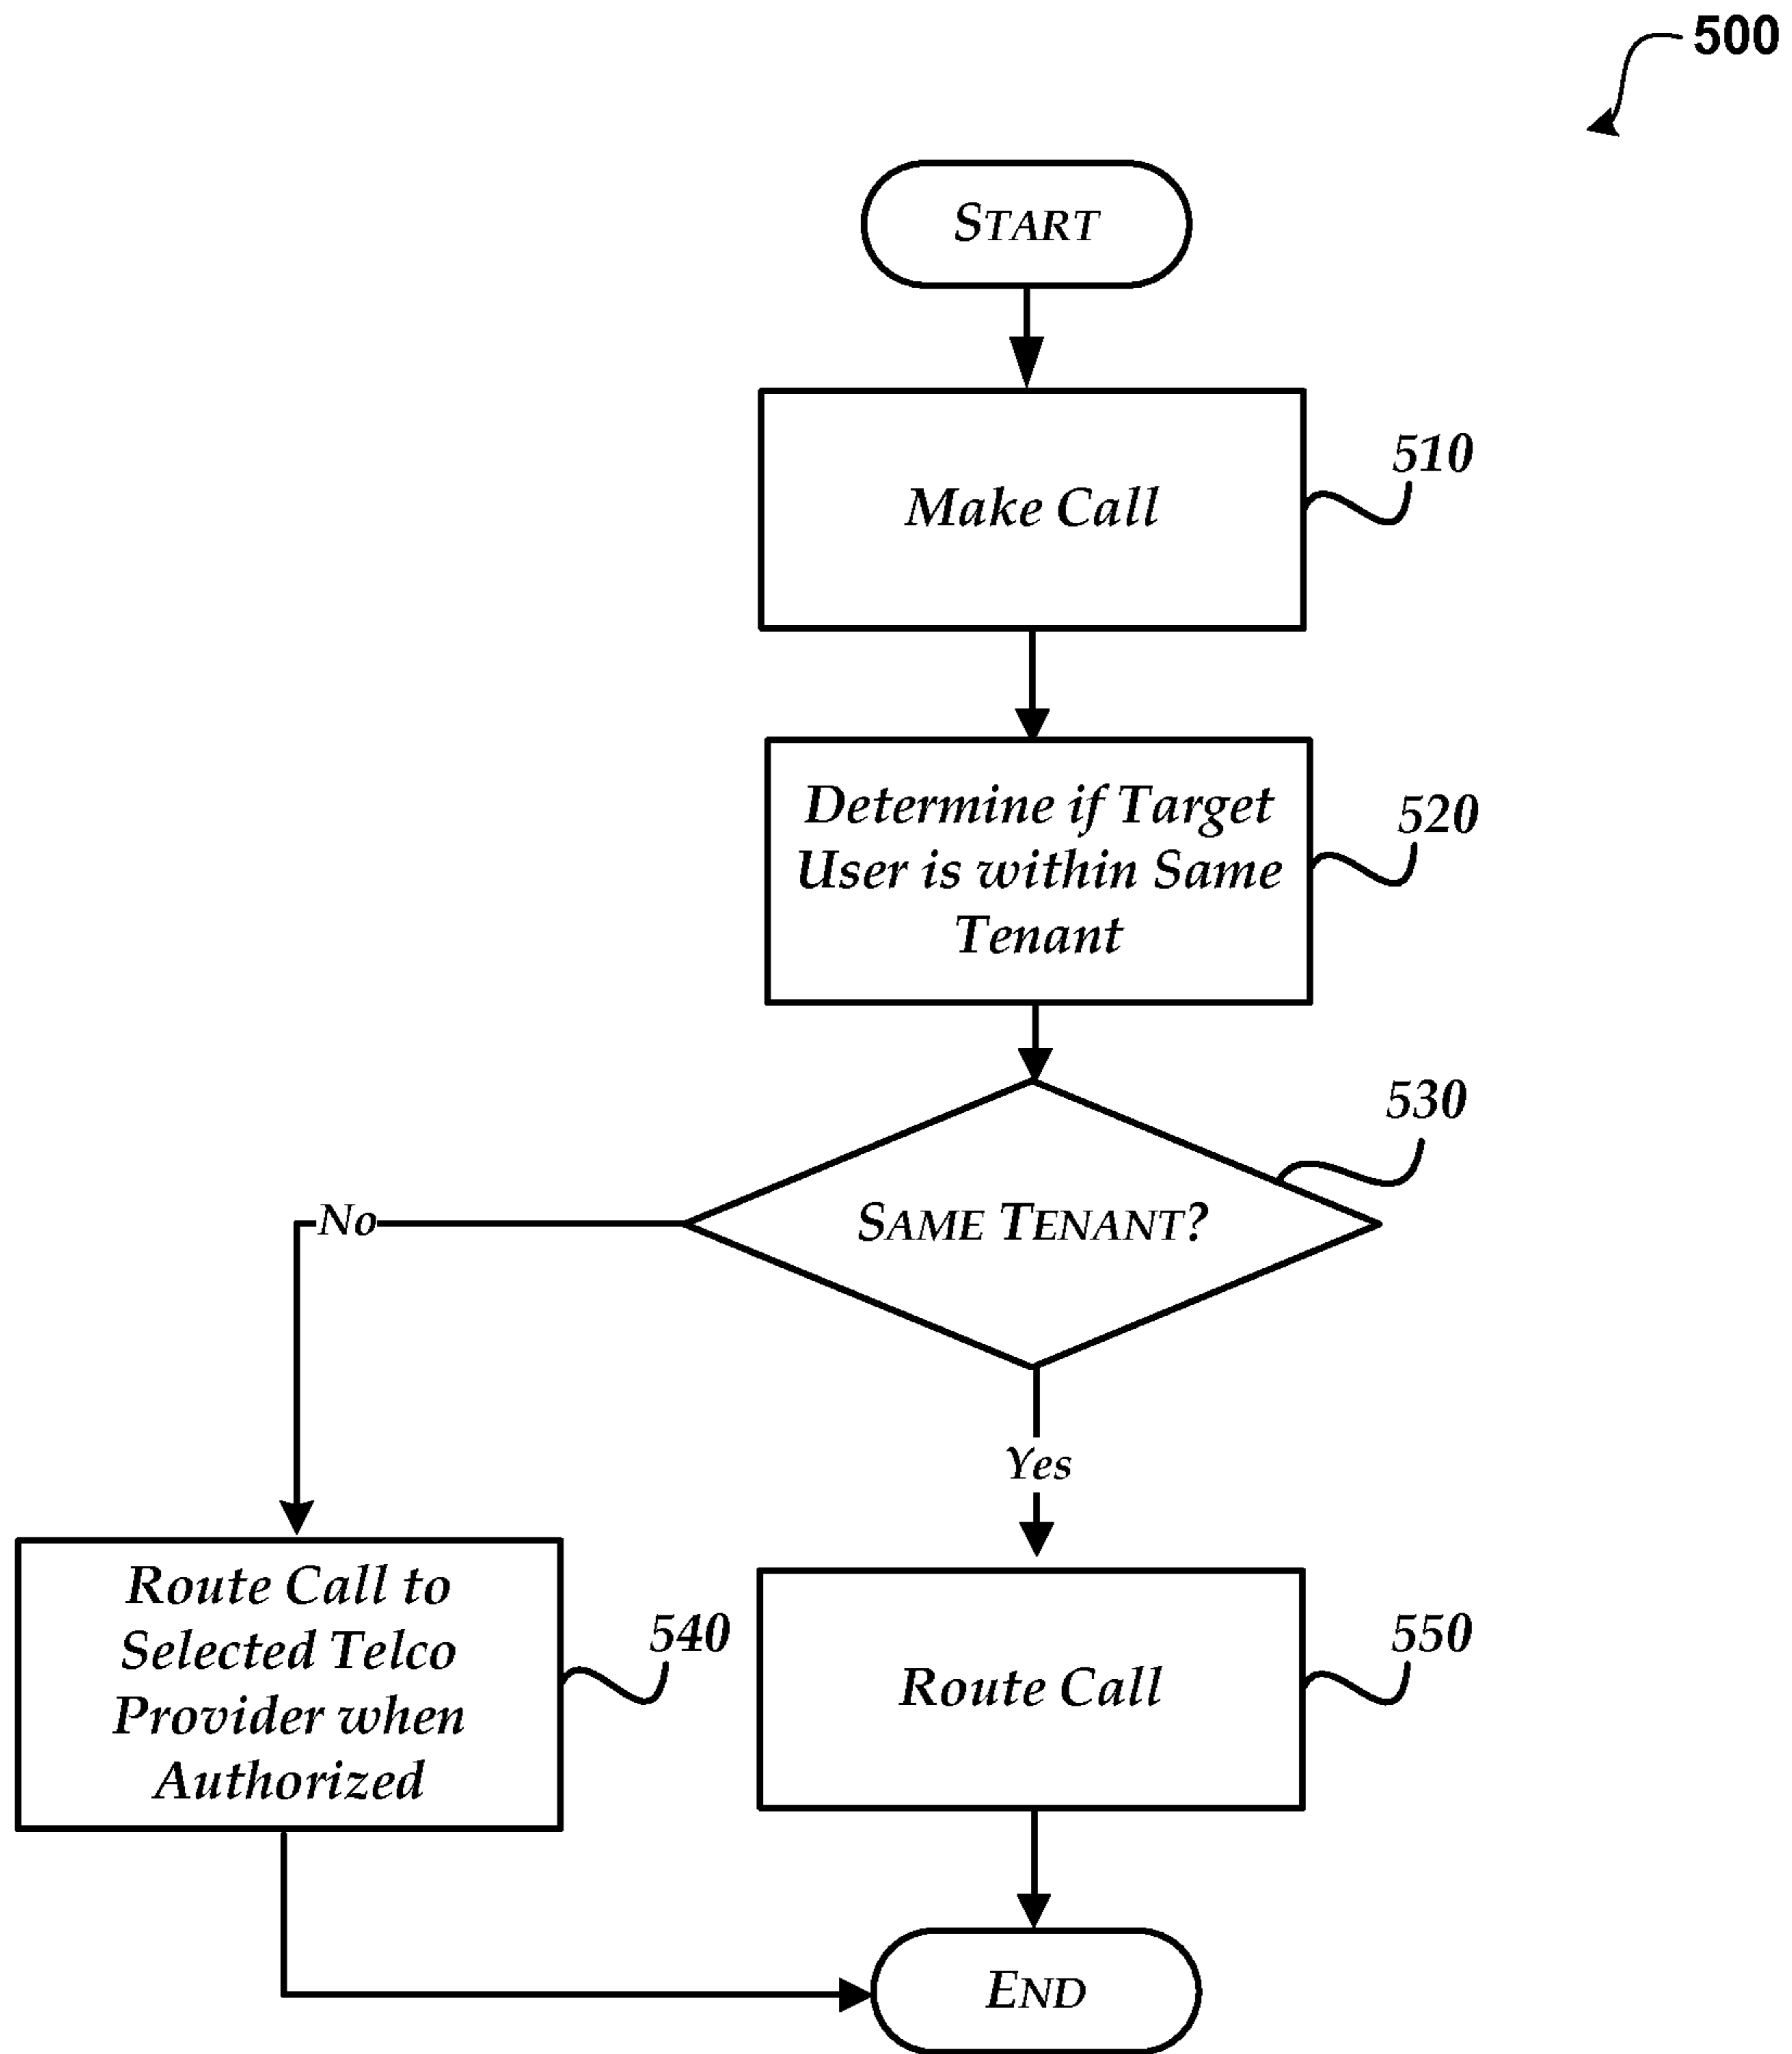 500
START
Make Call
510
Determine if Target
User is within Same
Tenant
520
SAME TENANT?
530
No
Yes
Route Call to
Selected Telco
Provider when
Authorized
540
Route Call
550
END